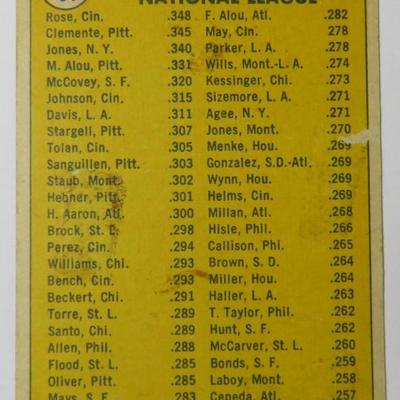 NATIONAL LEAGUE
Rose, Cin. .348 F. Alou, Atl. .282
Clemente, Pitt. .345 May, Cin. 278
Jones, N. Y. .340 Parker, L. A. .278
M. Alou, Pitt. .331 Wills, Mont.-L. A. .274
McCovey, S. F. .320 Kessinger, Chi. .273
Johnson, Cin. .315 Sizemore, L. A. .271
Davis, L. A. .311 Agee, N. Y. .271
Stargell, Pitt. .307 Jones, Mont. .270
Tolan, Cin. .305 Menke, Hou. .269
Sanguillen, Pitt. .303 Gonzalez, S.D.-Atl. .269
Staub, Mont. .302 Wynn, Hou. .269
Hebner, Pitt. .301 Helms, Cin. .269
H. Aaron, Atl. .300 Millan, Atl. .268
Brock, St. L. .298 Hisle, Phil. .266
Perez, Cin. .294 Callison, Phi. .265
Williams, Chi. .293 Brown, S. D. .264
Bench, Cin. .293 Miller, Hou. .264
Beckert, Chi. .291 Haller, L. A. .263
Torre, St. L. .289 T. Taylor, Phil. .262
Santo, Chi. .289 Hunt, S. F. .262
Allen, Phil. .288 McCarver, St. L. .260
Flood, St. L. .285 Bonds, S. F. .259
Oliver, Pitt. .285 Laboy, Mont. .258
Mays, S. F. .283 Cepeda, Atl. .257